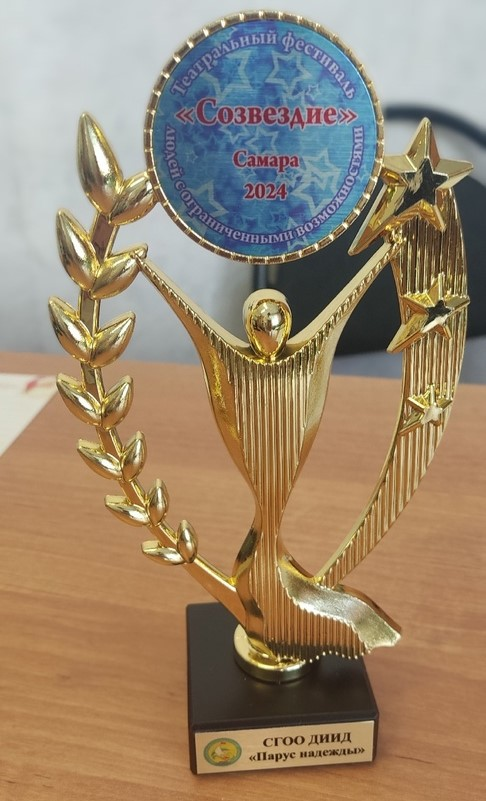 Театральный фестиваль
«Созвездие»
Самара
2024
людей с ограниченными возможностями
СГОО ДИИД
«Парус надежды»